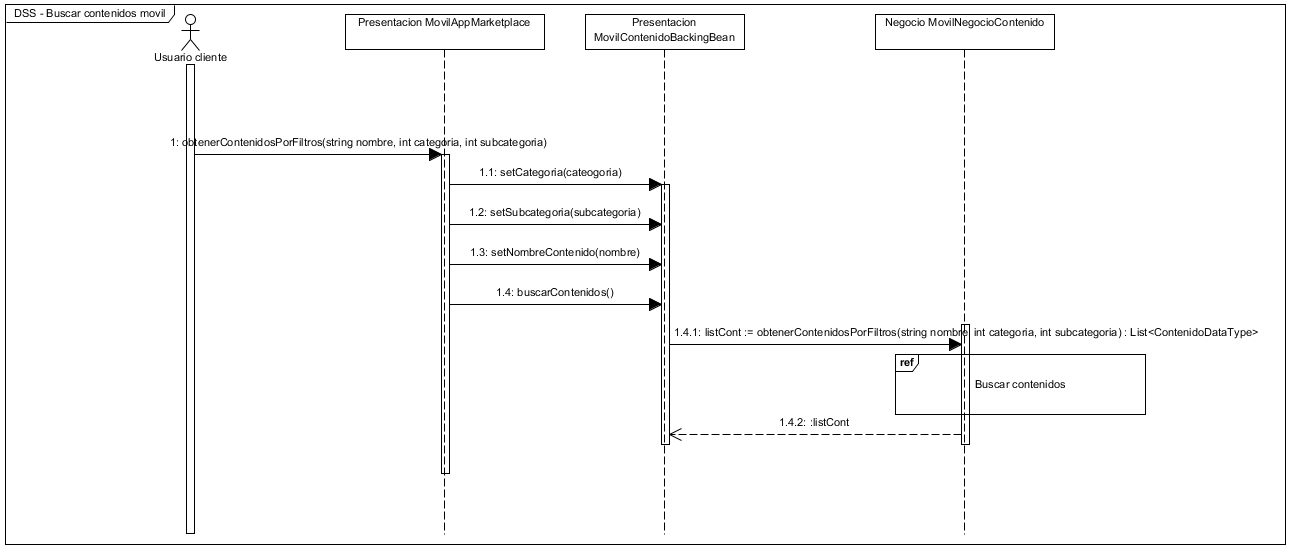 DSS - Buscar contenidos movil
Usuario cliente
Presentacion MovilAppMarketplace
Presentacion
MovilContenidoBackingBean
Negocio MovilNegocioContenido
1: obtenerContenidosPorFiltros(string nombre, int categoria, int subcategoria)
1.1: setCategoria(cateogoria)
1.2: setSubcategoria(subcategoria)
1.3: setNombreContenido(nombre)
1.4: buscarContenidos()
1.4.1: listCont := obtenerContenidosPorFiltros(string nombre int categoria, int subcategoria) : List<ContenidoDataType>
ref
Buscar contenidos
1.4.2: :listCont